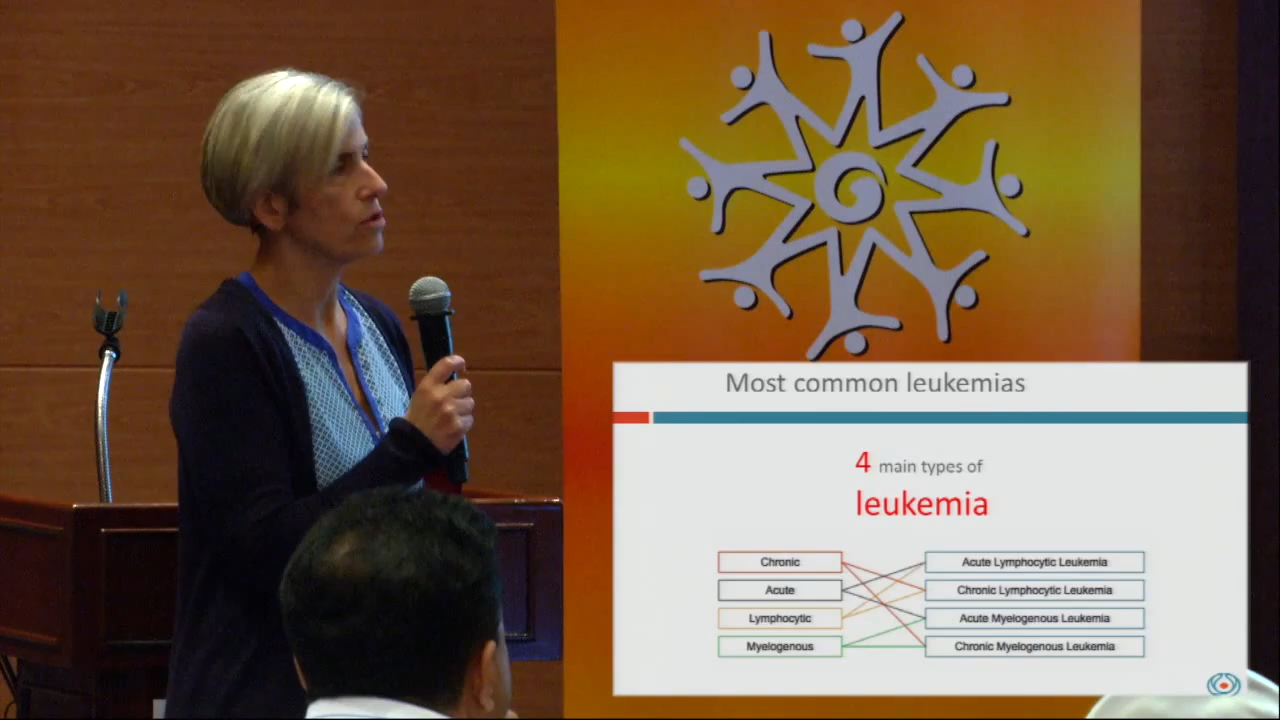 Most common leukemias
4 main types of
leukemia
Chronic
Acute Lymphocytic Leukemia
Acute
Chronic Lymphocytic Leukemia
Lymphocytic
Acute Myelogenous Leukemia
Myelogenous
Chronic Myelogenous Leukemia